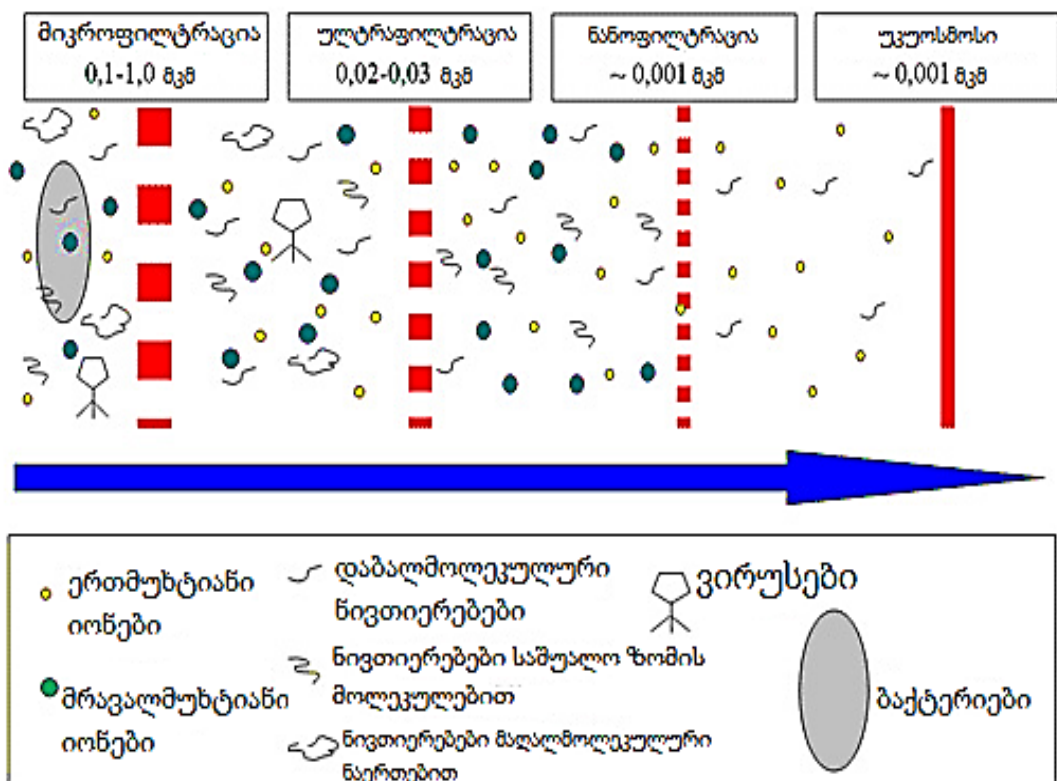 მიკროფილტრაცია
0,1-1,0 მკმ
ულტრაფილტრაცია
0,02-0,03 მკმ
ნანოფილტრაცია
~ 0,001 მკმ
უკუოსმოსი
~ 0,001 მკმ
ერთმუხტიანი
იონები
მრავალმუხტიანი
იონები
დაბალმოლეკულური
ნივთიერებები
ნივთიერებები საშუალო ზომის
მოლეკულებით
ნივთიერებები მაღალმოლეკულური
ნაერთებით
ვირუსები
ბაქტერიები